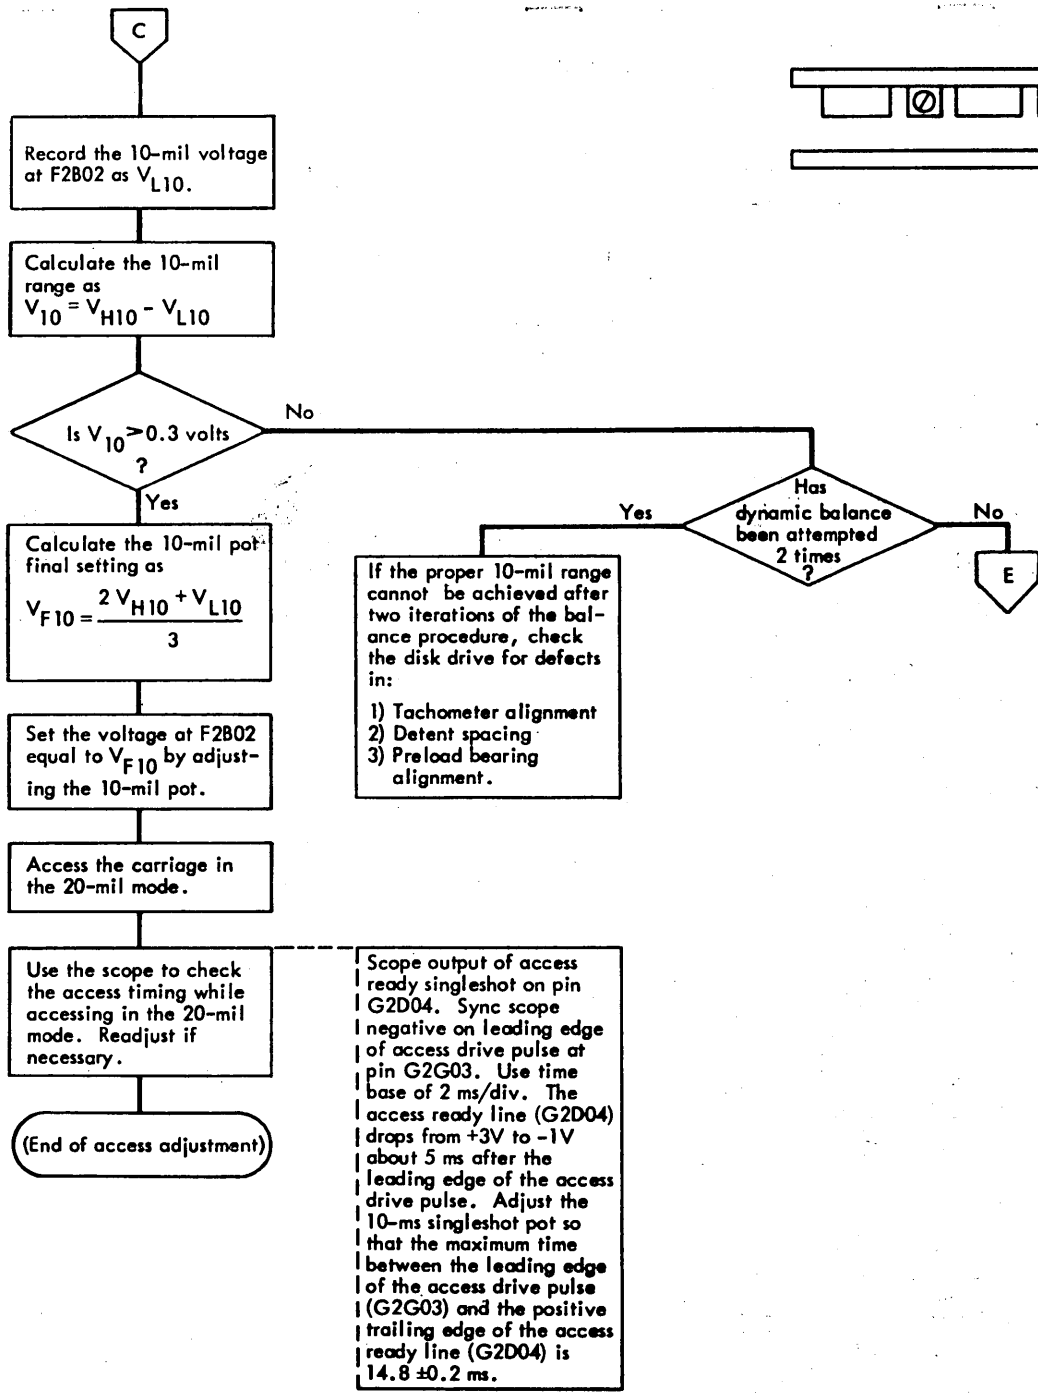 C
Record the 10-mil voltage
at F2B02 as VL10.
Calculate the 10-mil
range as
V10 = VH10 - VL10
Is V10 > 0.3 volts
?
No
Yes
Calculate the 10-mil pot
final setting as
VF10 = 2 VH10 + VL10
3
Set the voltage at F2B02
equal to VF10 by adjust-
ing the 10-mil pot.
Access the carriage in
the 20-mil mode.
Use the scope to check
the access timing while
accessing in the 20-mil
mode. Readjust if
necessary.
(End of access adjustment)
Has
dynamic balance
been attempted
2 times
?
Yes
No
E
If the proper 10-mil range
cannot be achieved after
two iterations of the bal-
ance procedure, check
the disk drive for defects
in:
1) Tachometer alignment
2) Detent spacing
3) Preload bearing
alignment.
Scope output of access
ready singleshot on pin
G2D04. Sync scope
negative on leading edge
of access drive pulse at
pin G2G03. Use time
base of 2 ms/div. The
access ready line (G2D04)
drops from +3V to -1V
about 5 ms after the
leading edge of the access
drive pulse. Adjust the
10-ms singleshot pot so
that the maximum time
between the leading edge
of the access drive pulse
(G2G03) and the positive
trailing edge of the access
ready line (G2D04) is
14.8 ±0.2 ms.